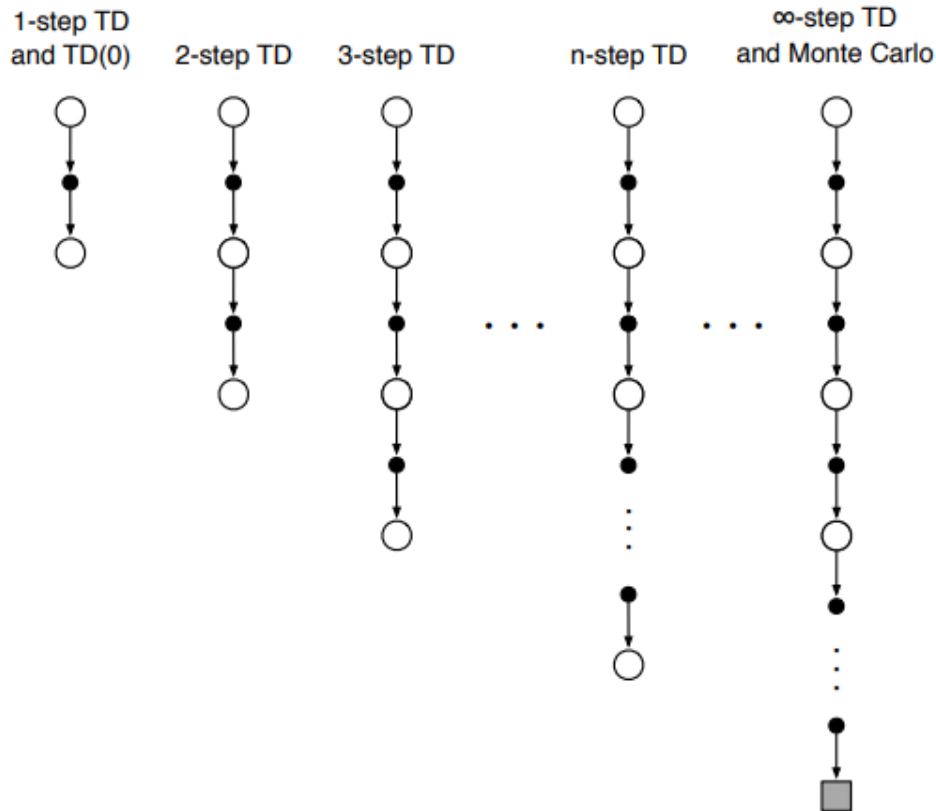 1-step TD
and TD(0)
2-step TD
3-step TD
n-step TD
∞-step TD
and Monte Carlo